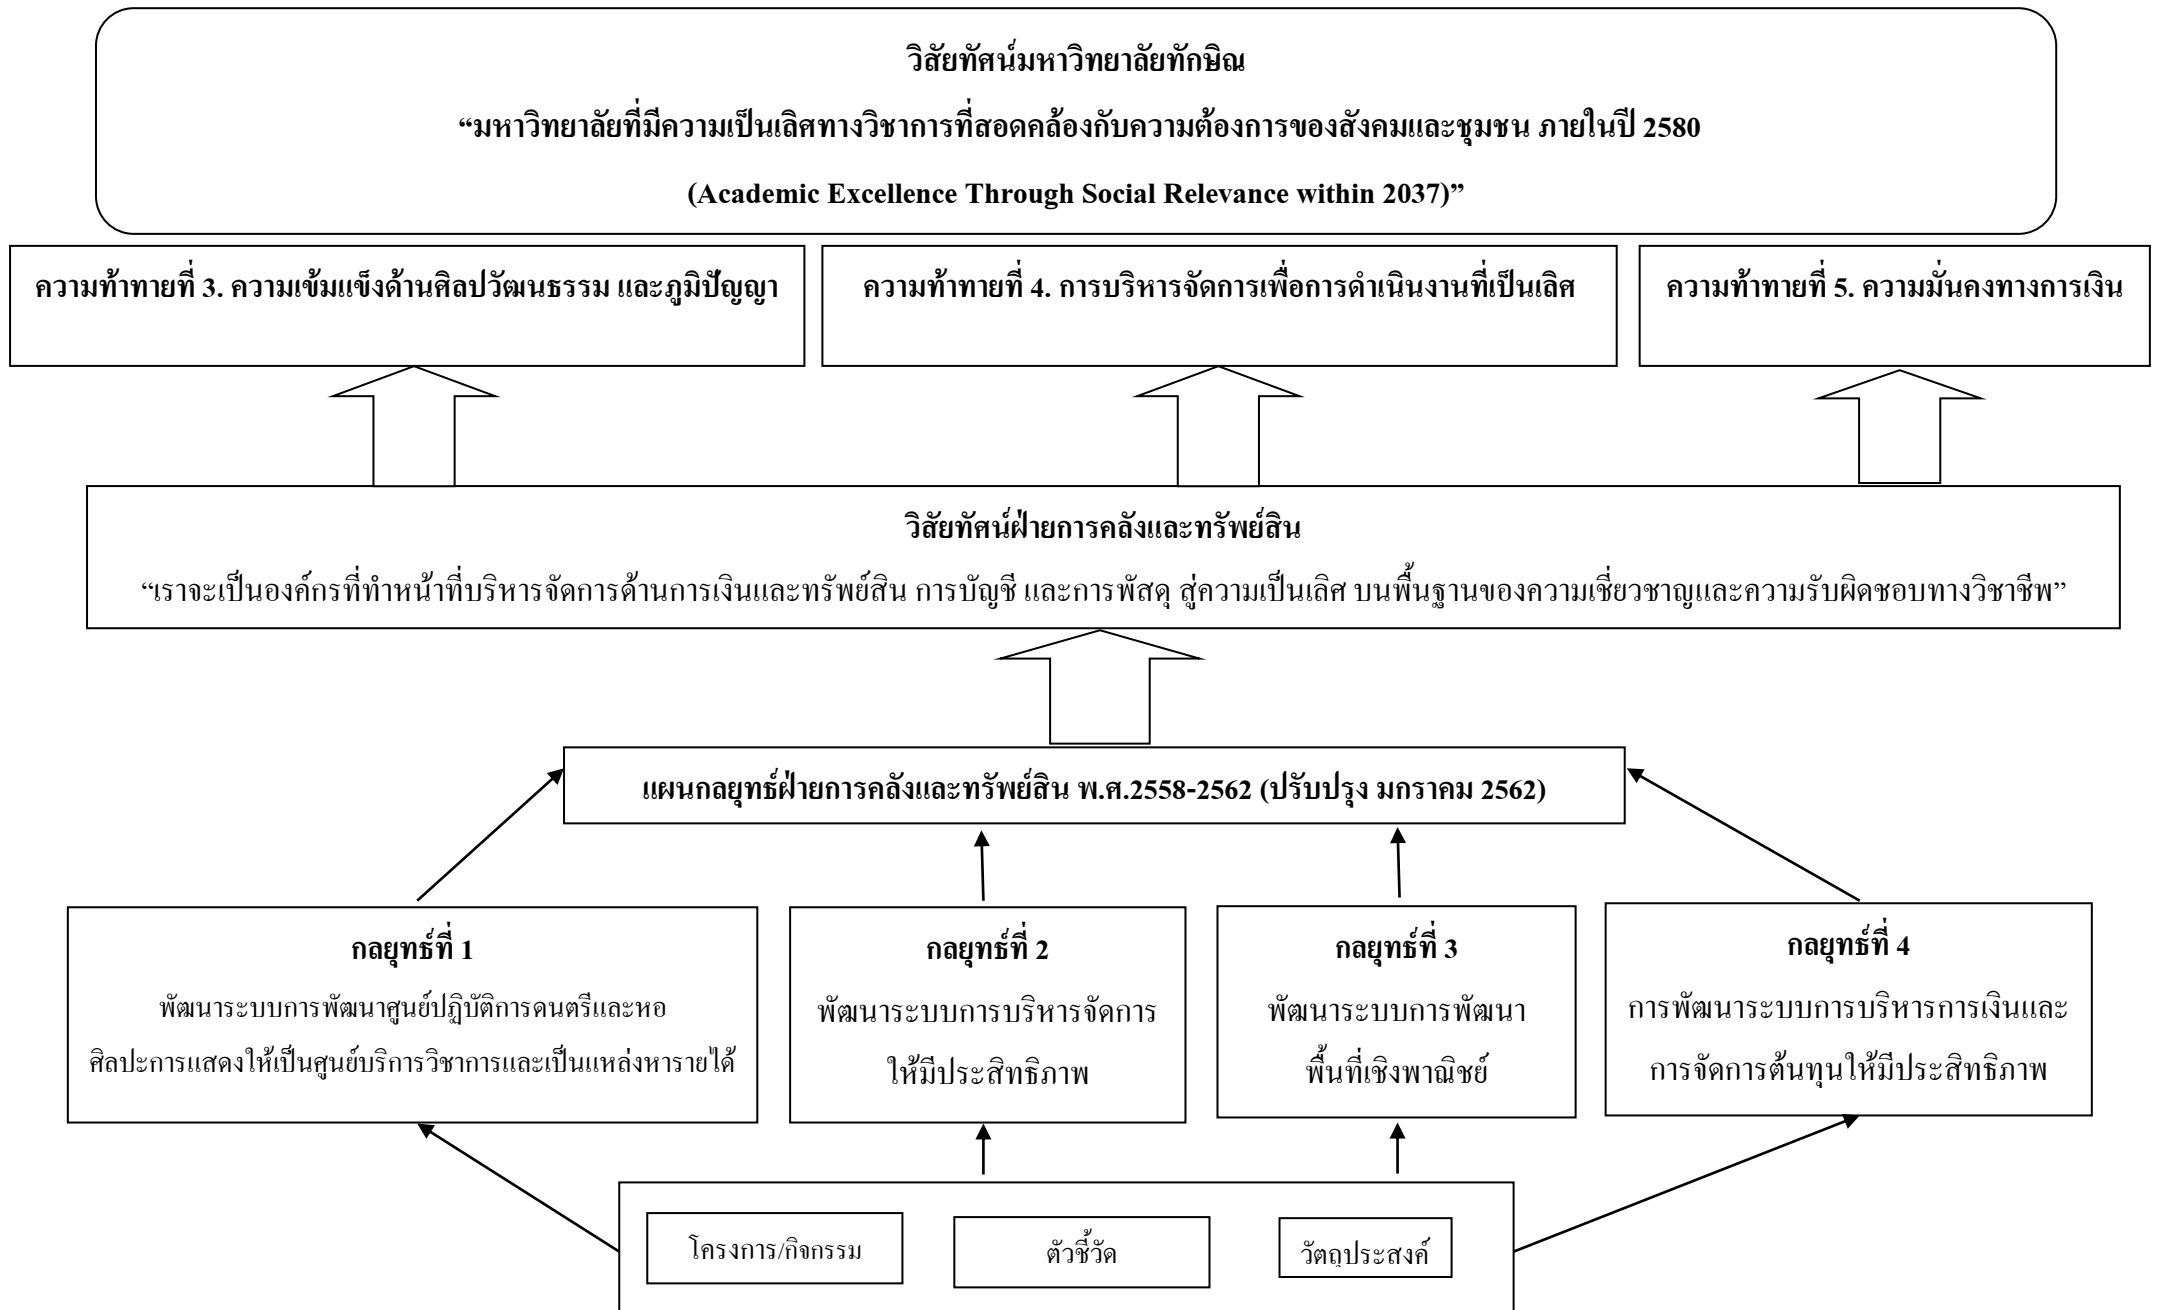 วิสัยทัศน์มหาวิทยาลัยทักษิณ
“มหาวิทยาลัยที่มีความเป็นเลิศทางวิชาการที่สอดคล้องกับความต้องการของสังคมและชุมชน ภายในปี 2580
(Academic Excellence Through Social Relevance within 2037)”
ความท้าทายที่ 3. ความเข้มแข็งด้านศิลปวัฒนธรรม และภูมิปัญญา
ความท้าทายที่ 4. การบริหารจัดการเพื่อการดำเนินงานที่เป็นเลิศ
ความท้าทายที่ 5. ความมั่นคงทางการเงิน
วิสัยทัศน์ฝ่ายการคลังและทรัพย์สิน
“เราจะเป็นองค์กรที่ทำหน้าที่บริหารจัดการด้านการเงินและทรัพย์สิน การบัญชี และการพัสดุ สู่ความเป็นเลิศ บนพื้นฐานของความเชี่ยวชาญและความรับผิดชอบทางวิชาชีพ”
แผนกลยุทธ์ฝ่ายการคลังและทรัพย์สิน พ.ศ.2558-2562 (ปรับปรุง มกราคม 2562)
กลยุทธ์ที่ 1
พัฒนาระบบการพัฒนาศูนย์ปฏิบัติการดนตรีและหอ
ศิลปะการแสดงให้เป็นศูนย์บริการวิชาการและเป็นแหล่งหารายได้
กลยุทธ์ที่ 2
พัฒนาระบบการบริหารจัดการ
ให้มีประสิทธิภาพ
กลยุทธ์ที่ 3
พัฒนาระบบการพัฒนา
พื้นที่เชิงพาณิชย์
กลยุทธ์ที่ 4
การพัฒนาระบบการบริหารการเงินและ
การจัดการต้นทุนให้มีประสิทธิภาพ
โครงการ/กิจกรรม
ตัวชี้วัด
วัตถุประสงค์